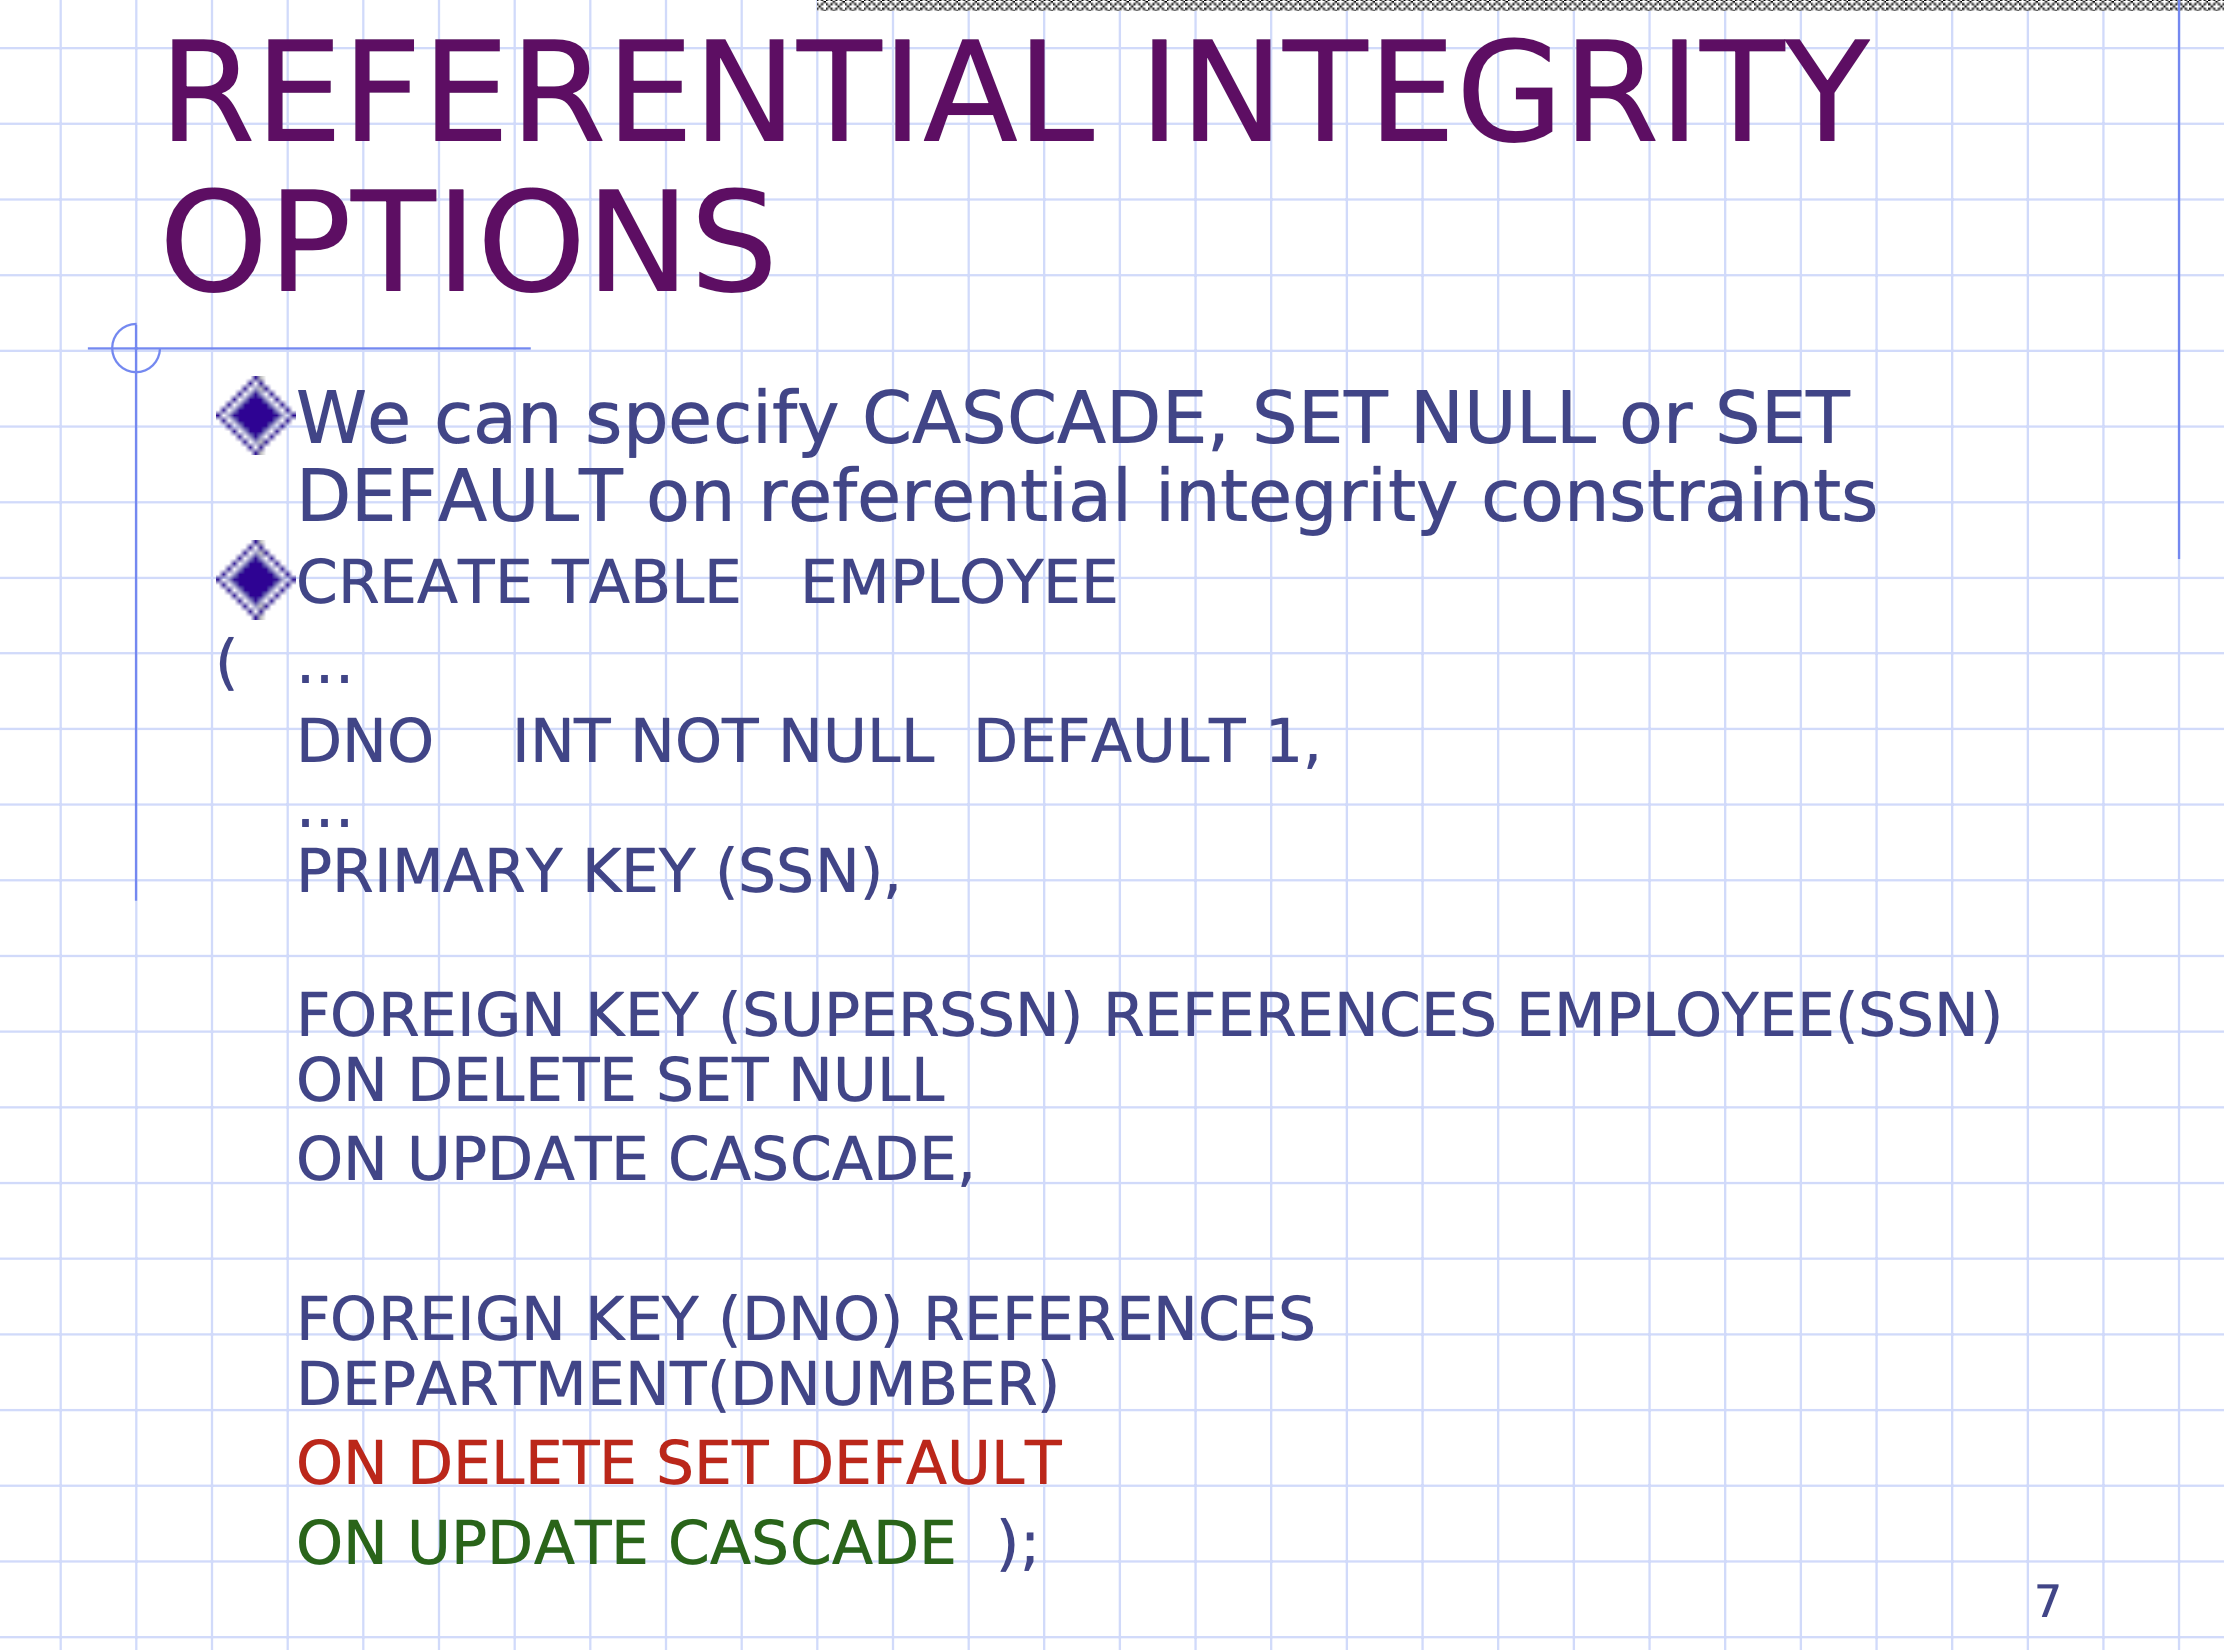 REFERENTIAL INTEGRITY
OPTIONS
We can specify CASCADE, SET NULL or SET
DEFAULT on referential integrity constraints
CREATE TABLE EMPLOYEE
( ...
DNO INT NOT NULL DEFAULT 1,
...
PRIMARY KEY (SSN),
FOREIGN KEY (SUPERSSN) REFERENCES EMPLOYEE(SSN)
ON DELETE SET NULL
ON UPDATE CASCADE,
FOREIGN KEY (DNO) REFERENCES
DEPARTMENT(DNUMBER)
ON DELETE SET DEFAULT
ON UPDATE CASCADE );
7